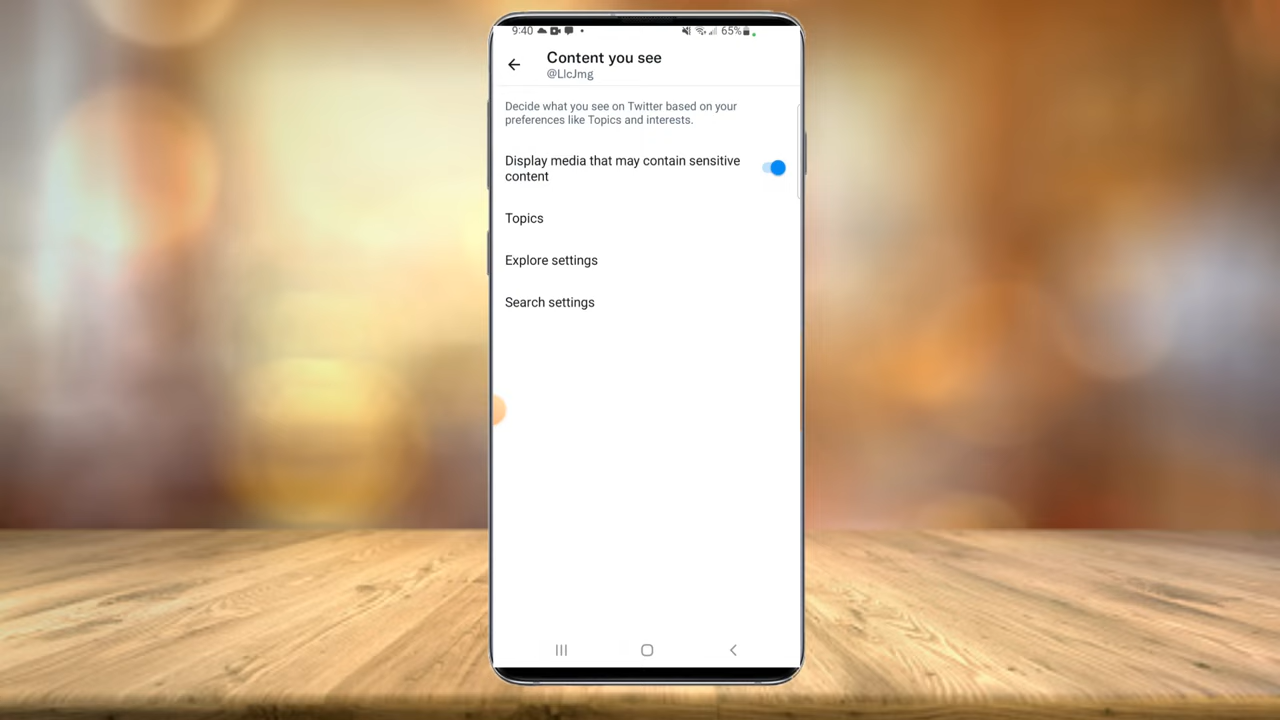 9:40
65%
Content you see
@LlcJmg
Decide what you see on Twitter based on your
preferences like Topics and interests.
Display media that may contain sensitive
content
Topics
Explore settings
Search settings